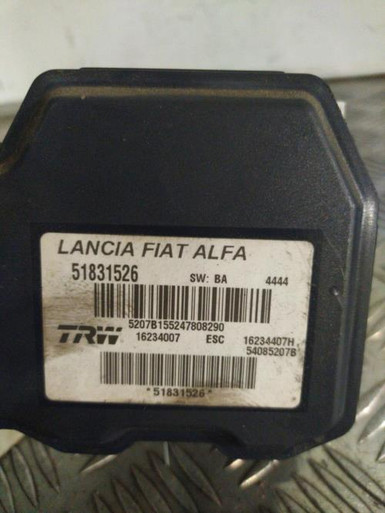 LANCIA FIAT ALFA
51831526 SW: BA 4444
5207B155247808290
TRW 16234007 ESC 16234407H
54085207B
*51831526*